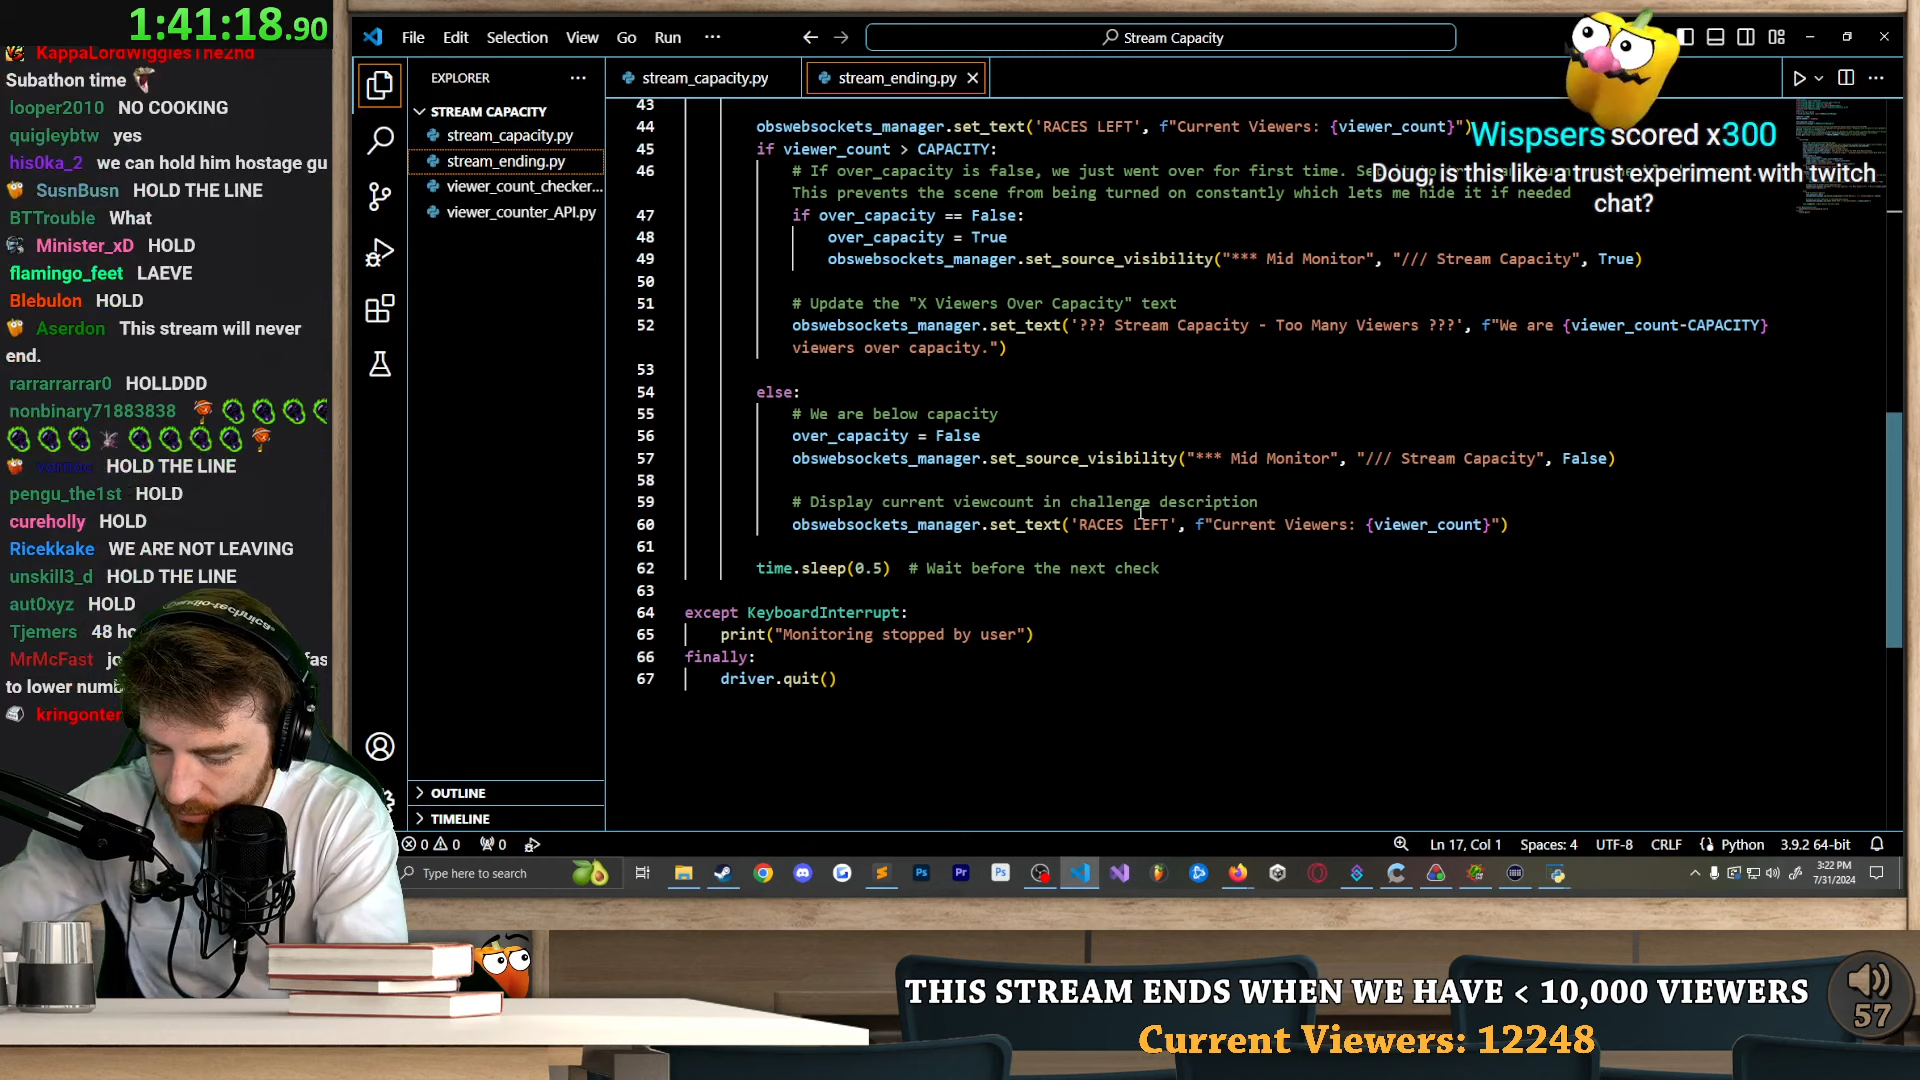 1:41:18.90
KappaLordWiggles The2nd
Subathon time
looper2010 NO COOKING
quigleybtw yes
his0ka_2 we can hold him hostage gu
SusnBusn HOLD THE LINE
BTTrouble What
Minister_xD HOLD
flamingo_feet LAEVE
Blebulon HOLD
Aserdon This stream will never
end.
rarrarrarrar0 HOLLDDD
nonbinary71883838
HOLD THE LINE
pengu_the1st HOLD
cureholly HOLD
Ricekkake WE ARE NOT LEAVING
unskill3_d HOLD THE LINE
aut0xyz HOLD
Tjemers 48 ho
MrMcFast
to lower numb
kringonter
File Edit Selection View Go Run ···
Stream Capacity
EXPLORER ···
STREAM CAPACITY
stream_capacity.py
stream_ending.py
viewer_count_checker...
viewer_counter_API.py
OUTLINE
TIMELINE
stream_capacity.py
stream_ending.py
Wispsers scored x300
Doug, is this like a trust experiment with twitch
chat?
43
44 obswebsockets_manager.set_text('RACES LEFT', f"Current Viewers: {viewer_count}")
45 if viewer_count > CAPACITY:
46 # If over_capacity is false, we just went over for first time.
This prevents the scene from being turned on constantly which lets me hide it if needed
47 if over_capacity == False:
48 over_capacity = True
49 obswebsockets_manager.set_source_visibility("*** Mid Monitor", "/// Stream Capacity", True)
50
51 # Update the "X Viewers Over Capacity" text
52 obswebsockets_manager.set_text('??? Stream Capacity - Too Many Viewers ???', f"We are {viewer_count-CAPACITY}
viewers over capacity.")
53
54 else:
55 # We are below capacity
56 over_capacity = False
57 obswebsockets_manager.set_source_visibility("*** Mid Monitor", "/// Stream Capacity", False)
58
59 # Display current viewcount in challenge description
60 obswebsockets_manager.set_text('RACES LEFT', f"Current Viewers: {viewer_count}")
61
62 time.sleep(0.5) # Wait before the next check
63
64 except KeyboardInterrupt:
65 print("Monitoring stopped by user")
66 finally:
67 driver.quit()
0 0 0
Ln 17, Col 1 Spaces: 4 UTF-8 CRLF Python 3.9.2 64-bit
Type here to search
3:22 PM
7/31/2024
audio-technica
THIS STREAM ENDS WHEN WE HAVE < 10,000 VIEWERS
Current Viewers: 12248
57